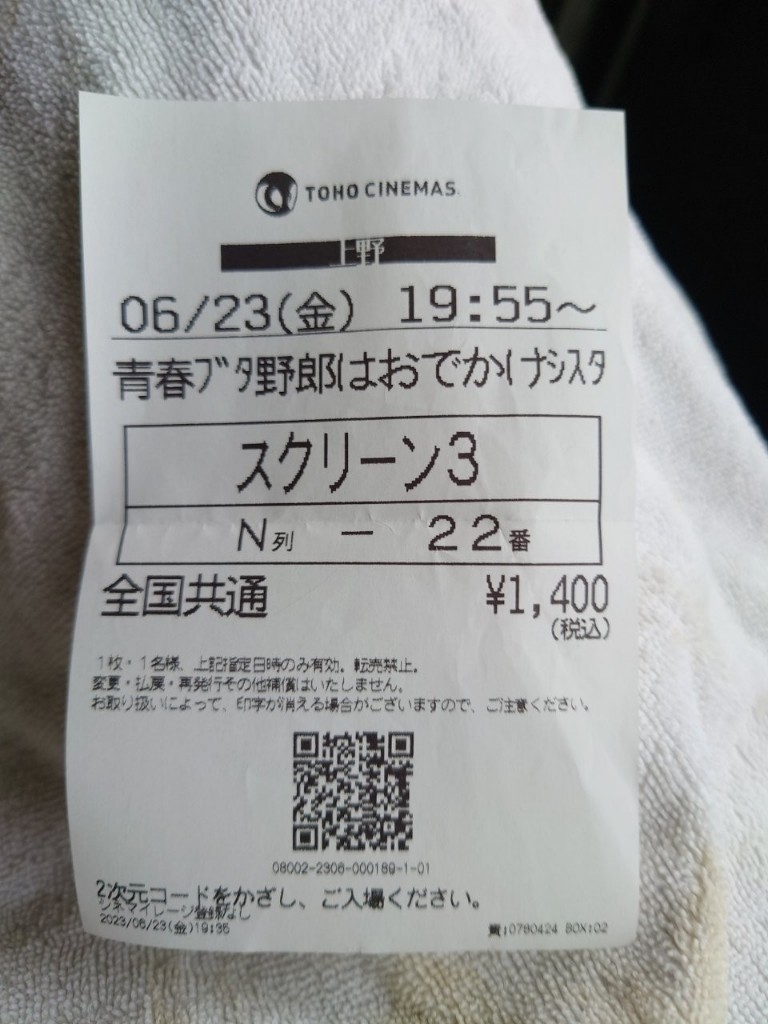 TOHO CINEMAS
上野
06/23(金) 19:55～
青春ﾌﾞﾀ野郎はおでかけｼｽﾀ
スクリーン3
N列 － 22番
全国共通 ¥1,400
(税込)
1枚・1名様、上記指定日時のみ有効。転売禁止。
変更・払戻・再発行その他補償はいたしません。
お取り扱いによって、印字が消える場合がございますので、ご注意ください。
08002-2306-000189-1-01
2次元コードをかざし、ご入場ください。
シネマイレージ登録なし
2023/06/23(金)19:35 貴:0780424 BOX:02